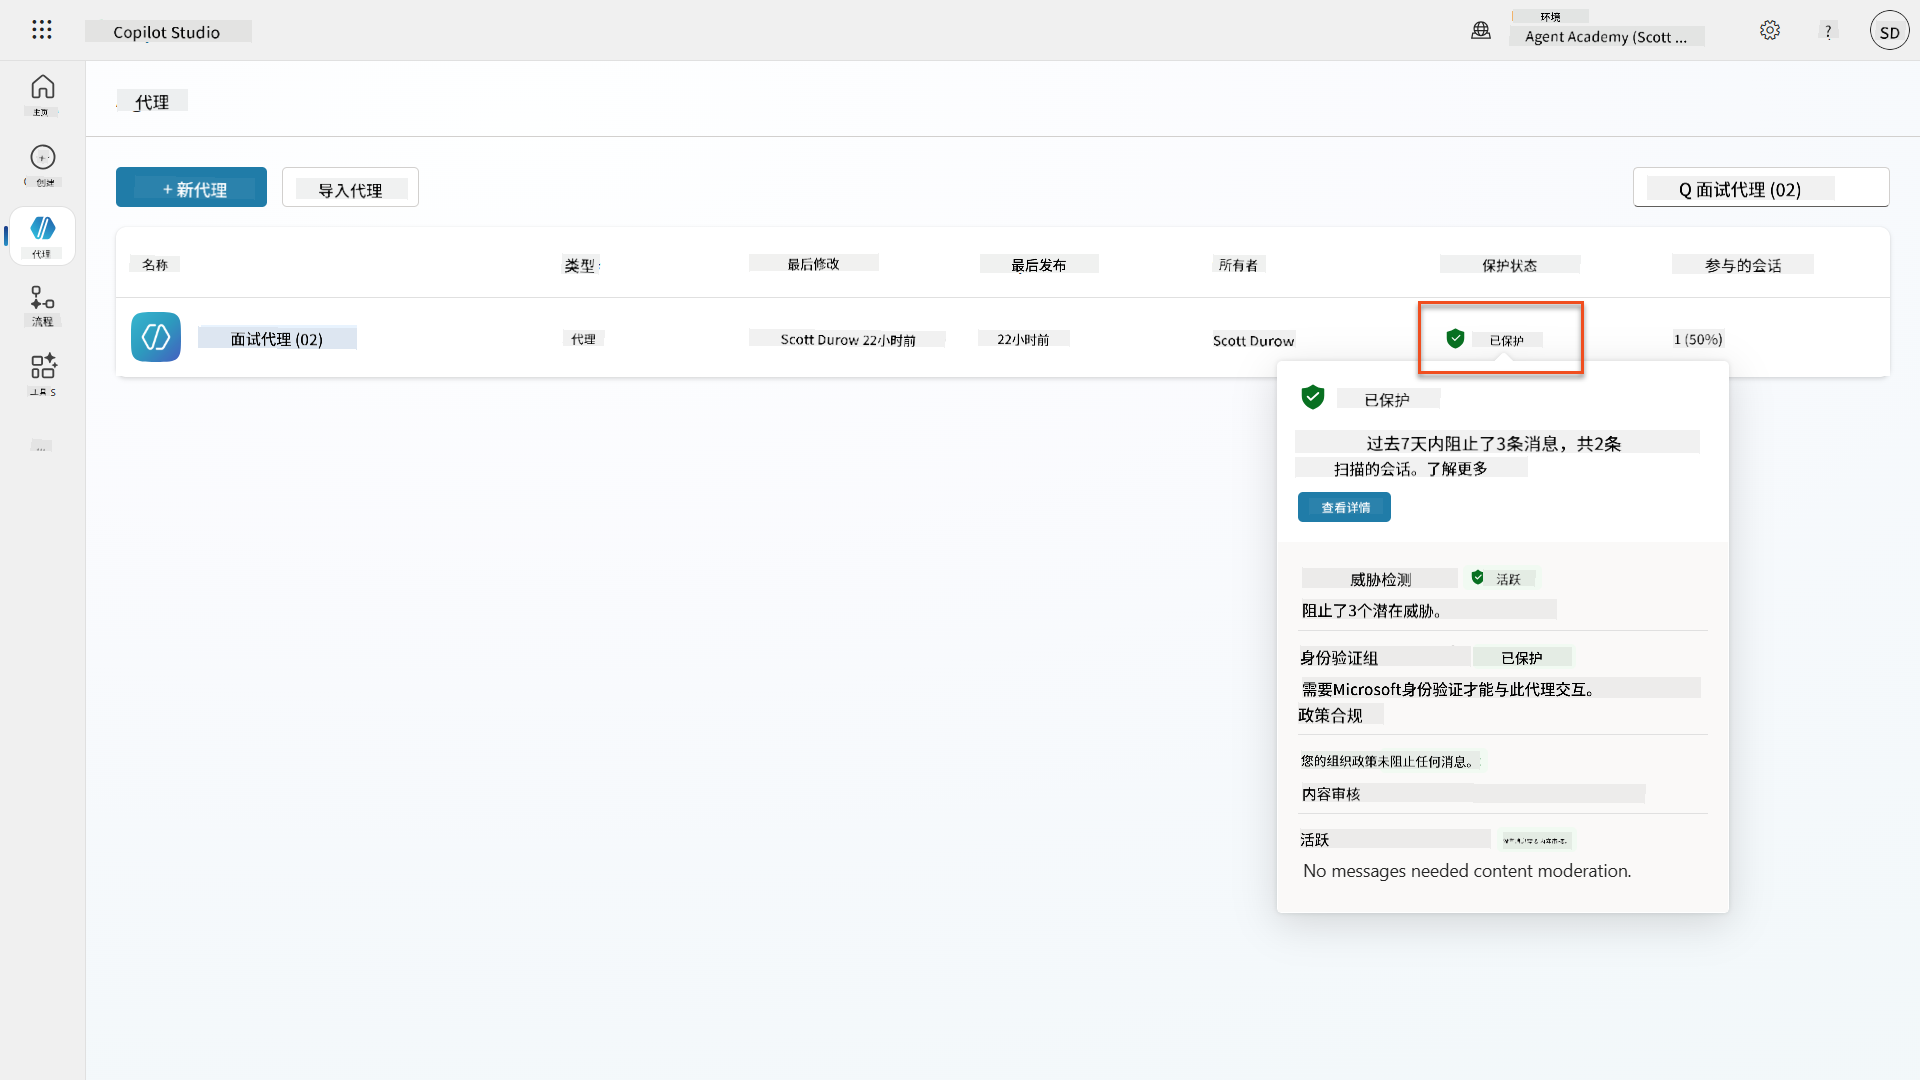 Copilot Studio
环境
Agent Academy (Scott ...
?
SD
主页
创建
代理
流程
工具 S
...
代理
+ 新代理
导入代理
Q 面试代理 (02)
名称
类型
最后修改
最后发布
所有者
保护状态
参与的会话
面试代理 (02)
代理
Scott Durow 22小时前
22小时前
Scott Durow
已保护
1 (50%)
已保护
过去7天内阻止了3条消息，共2条
扫描的会话。了解更多
查看详情
威胁检测
活跃
阻止了3个潜在威胁。
身份验证组
已保护
需要Microsoft身份验证才能与此代理交互。
政策合规
您的组织政策未阻止任何消息。
内容审核
活跃
No messages needed content moderation.